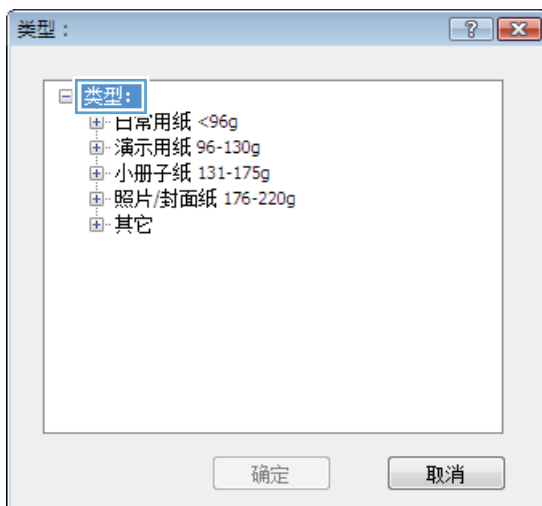 类型：
类型：
日常用纸 <96g
演示用纸 96-130g
小册子纸 131-175g
照片/封面纸 176-220g
其它
确定 取消